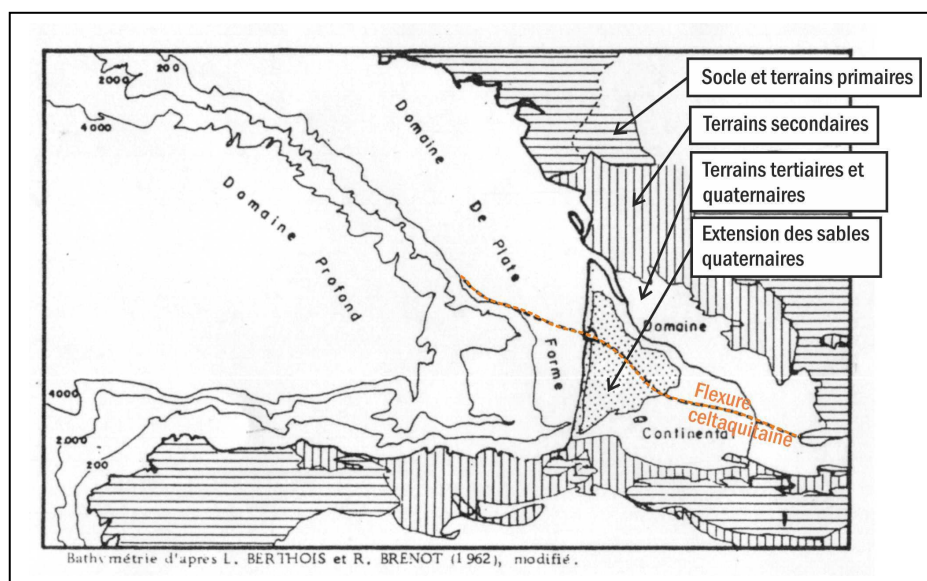 200
2000
4000
Domaine
De Plate
Forme
Domaine
Profond
Socle et terrains primaires
Terrains secondaires
Terrains tertiaires et
quaternaires
Extension des sables
quaternaires
Domaine
Continental
Flexure
celtaquitaine
4000
2000
200
Bathymétrie d'apres L. BERTHOIS et R. BRENOT (1962), modifié.